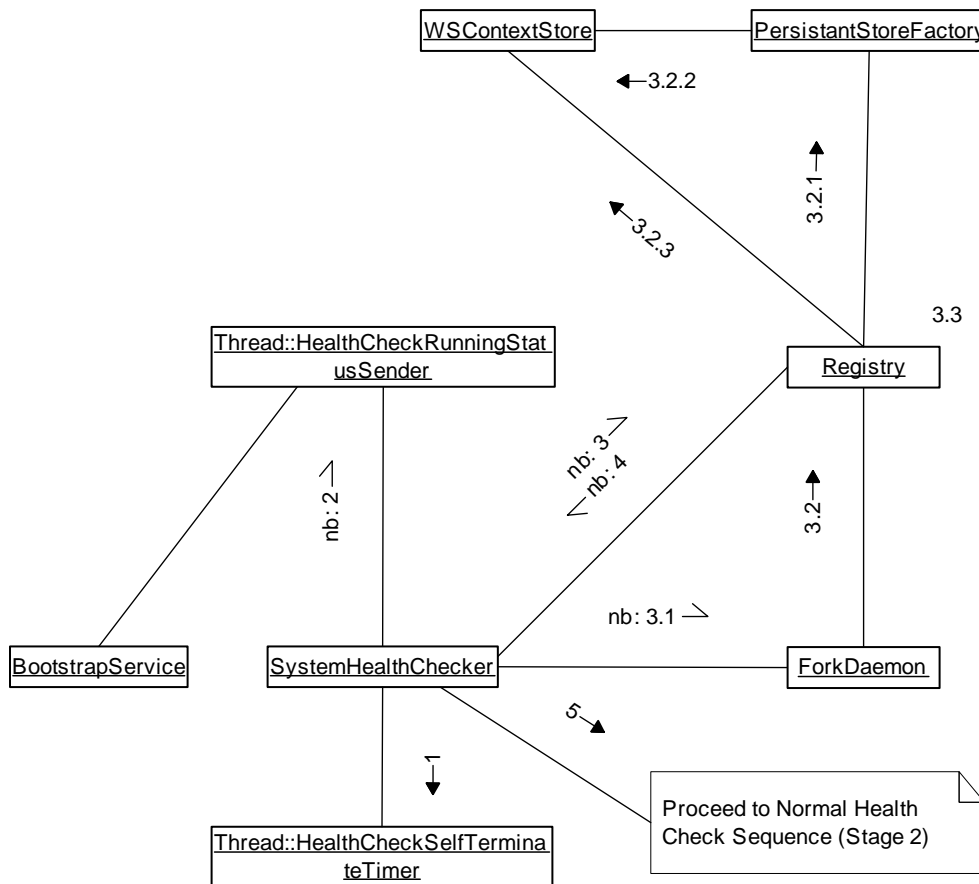 WSContextStore
PersistantStoreFactory
3.2.2
3.2.1
3.2.3
3.3
Thread::HealthCheckRunningStat
usSender
Registry
nb: 3
nb: 4
nb: 2
3.2
nb: 3.1
BootstrapService
SystemHealthChecker
ForkDaemon
5
1
Proceed to Normal Health
Check Sequence (Stage 2)
Thread::HealthCheckSelfTermina
teTimer